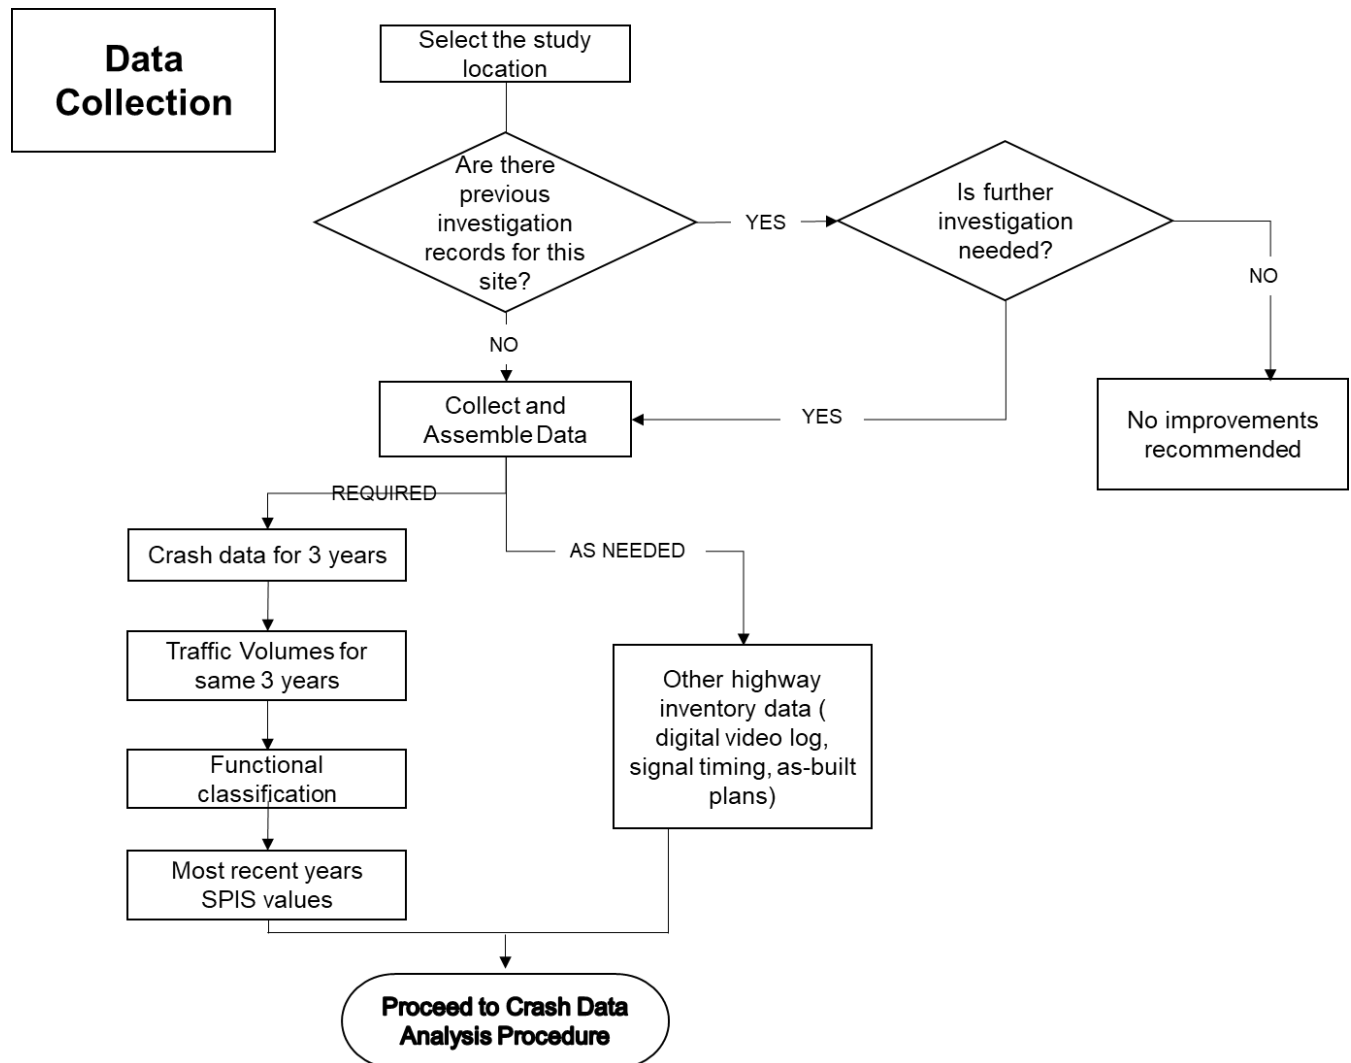 Data
Collection
Select the study
location
Are there
previous
investigation
records for this
site?
YES
Is further
investigation
needed?
NO
NO
Collect and
Assemble Data
YES
No improvements
recommended
REQUIRED
Crash data for 3 years
AS NEEDED
Traffic Volumes for
same 3 years
Other highway
inventory data (
digital video log,
signal timing, as-built
plans)
Functional
classification
Most recent years
SPIS values
Proceed to Crash Data
Analysis Procedure